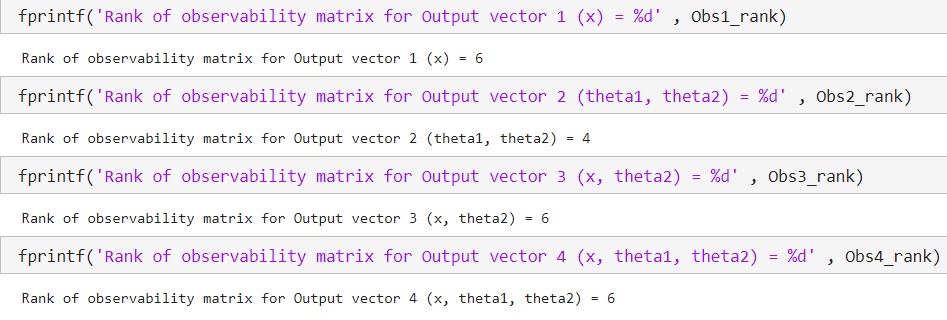 fprintf('Rank of observability matrix for Output vector 1 (x) = %d' , Obs1_rank)
Rank of observability matrix for Output vector 1 (x) = 6
fprintf('Rank of observability matrix for Output vector 2 (theta1, theta2) = %d' , Obs2_rank)
Rank of observability matrix for Output vector 2 (theta1, theta2) = 4
fprintf('Rank of observability matrix for Output vector 3 (x, theta2) = %d' , Obs3_rank)
Rank of observability matrix for Output vector 3 (x, theta2) = 6
fprintf('Rank of observability matrix for Output vector 4 (x, theta1, theta2) = %d' , Obs4_rank)
Rank of observability matrix for Output vector 4 (x, theta1, theta2) = 6